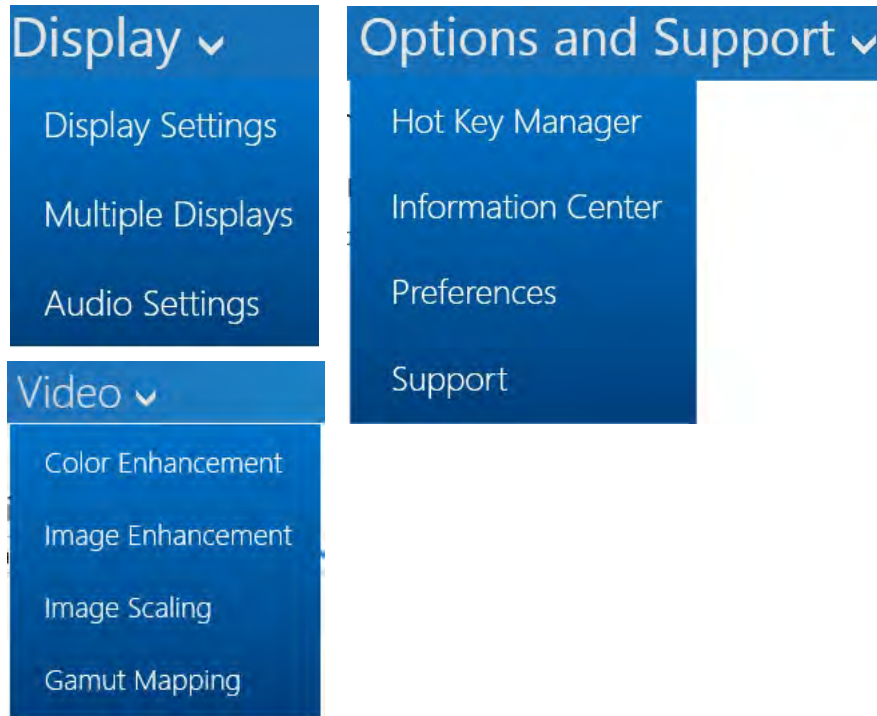 Display
Display Settings
Multiple Displays
Audio Settings
Options and Support
Hot Key Manager
Information Center
Preferences
Support
Video
Color Enhancement
Image Enhancement
Image Scaling
Gamut Mapping